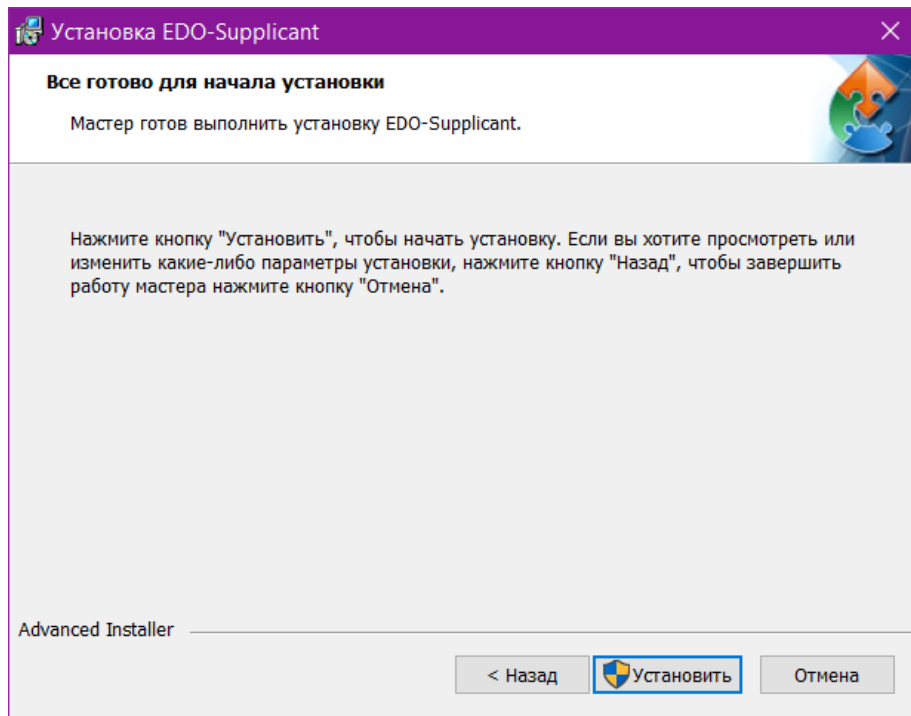 Установка EDO-Supplicant
Все готово для начала установки
Мастер готов выполнить установку EDO-Supplicant.
Нажмите кнопку "Установить", чтобы начать установку. Если вы хотите просмотреть или
изменить какие-либо параметры установки, нажмите кнопку "Назад", чтобы завершить
работу мастера нажмите кнопку "Отмена".
Advanced Installer
< Назад
Установить
Отмена